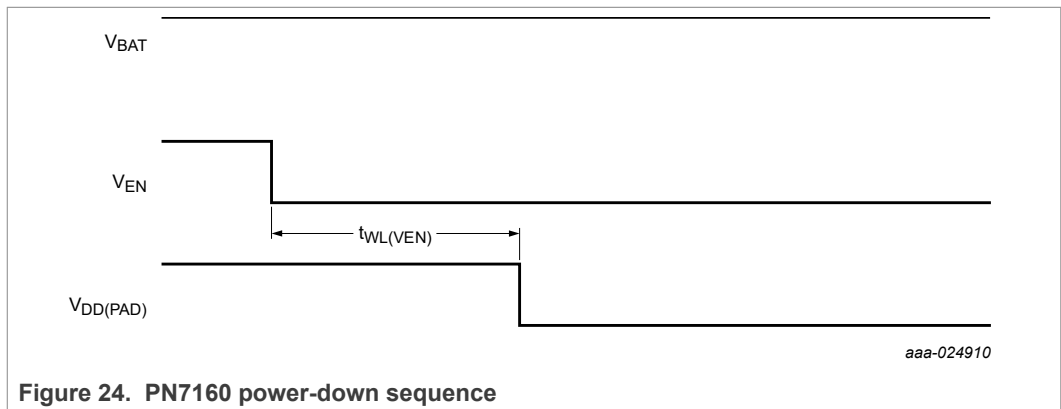 VBAT
VEN
tWL(VEN)
VDD(PAD)
aaa-024910
Figure 24. PN7160 power-down sequence